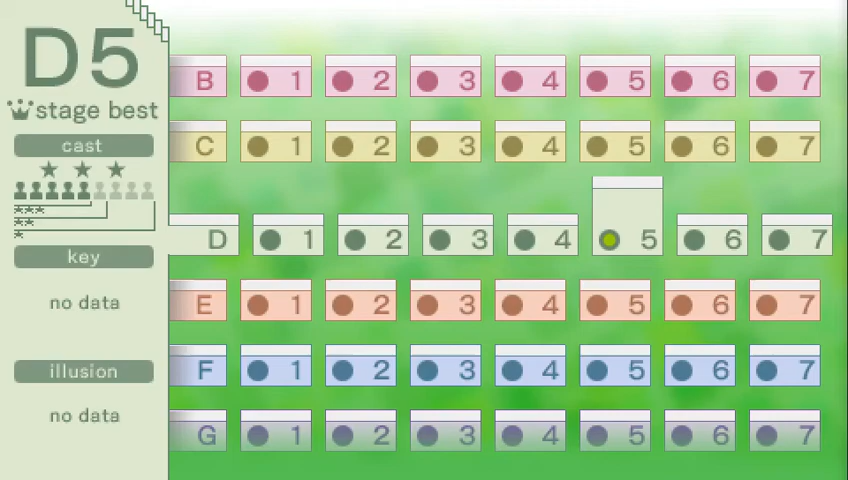 D5
stage best
cast
★ ★ ★
***
**
*
key
no data
illusion
no data
B 1 2 3 4 5 6 7
C 1 2 3 4 5 6 7
D 1 2 3 4 5 6 7
E 1 2 3 4 5 6 7
F 1 2 3 4 5 6 7
G 1 2 3 4 5 6 7